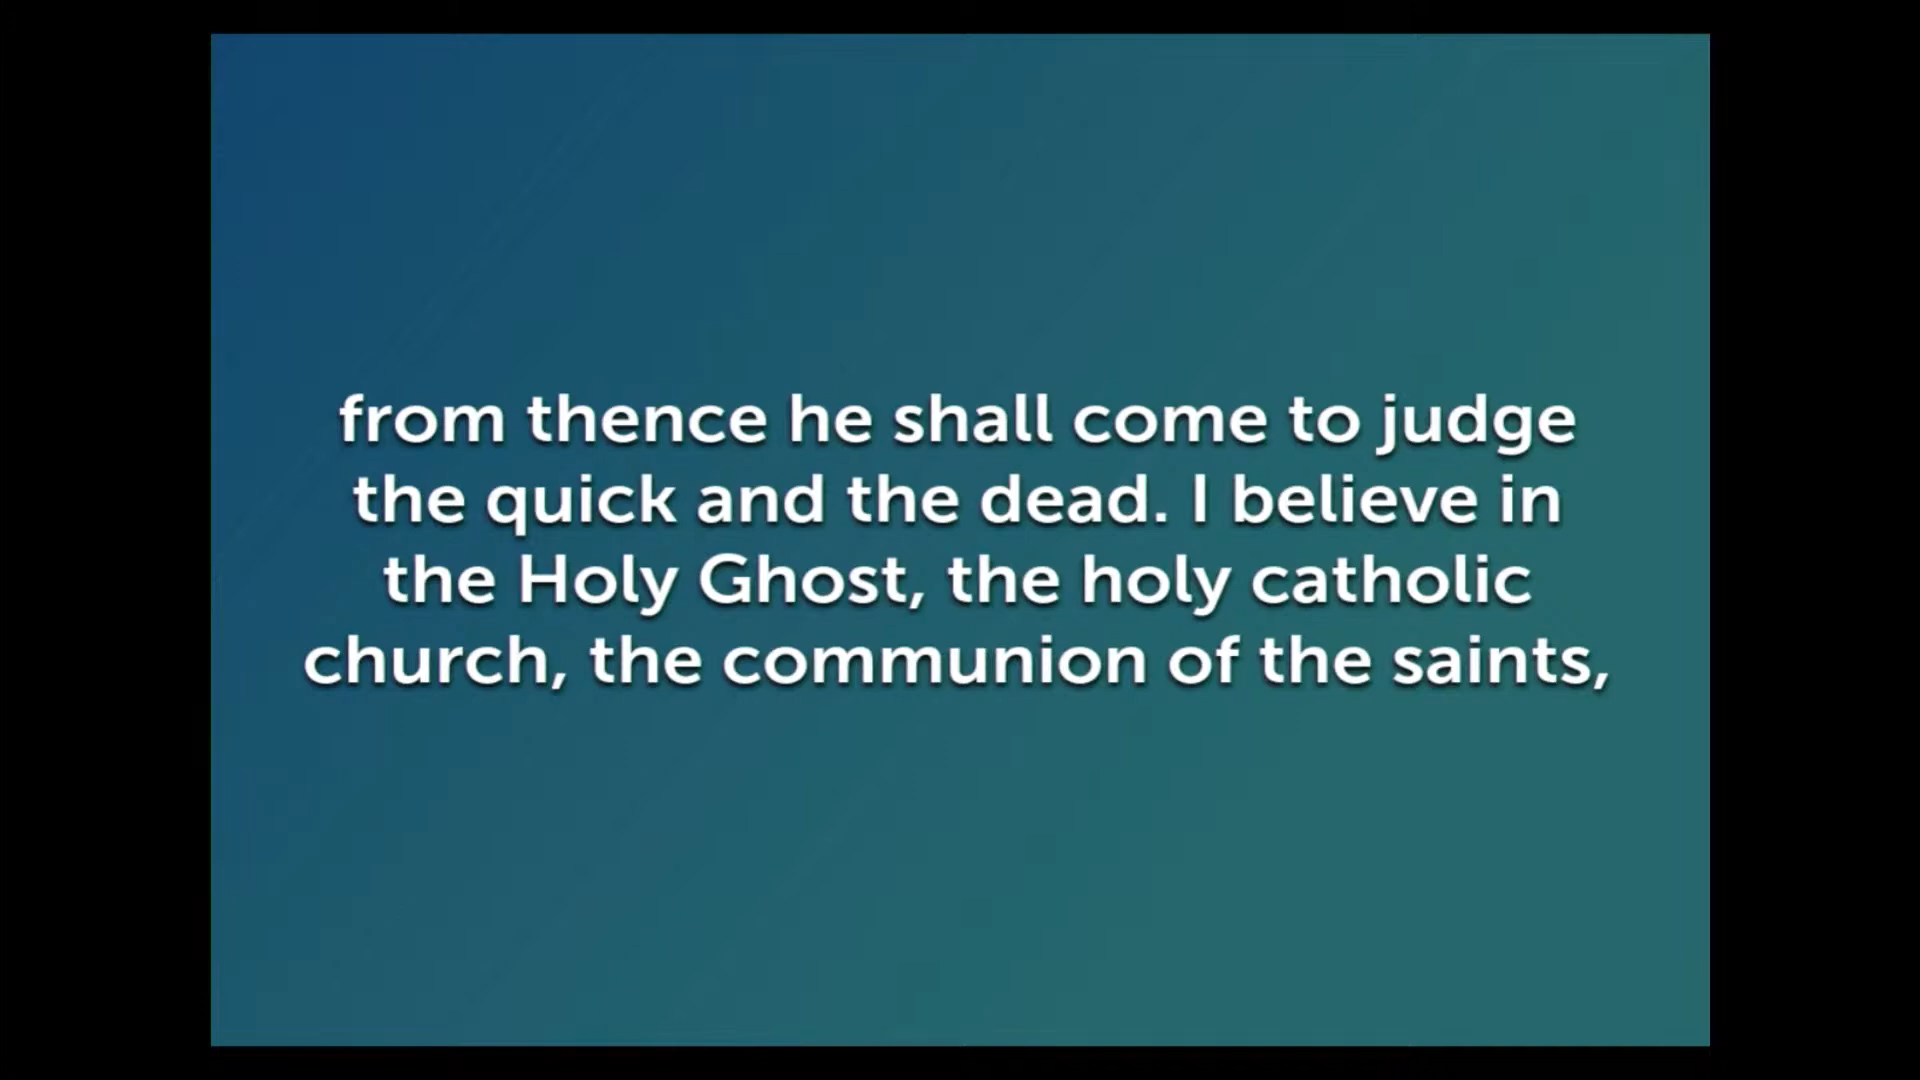 from thence he shall come to judge
the quick and the dead. I believe in
the Holy Ghost, the holy catholic
church, the communion of the saints,